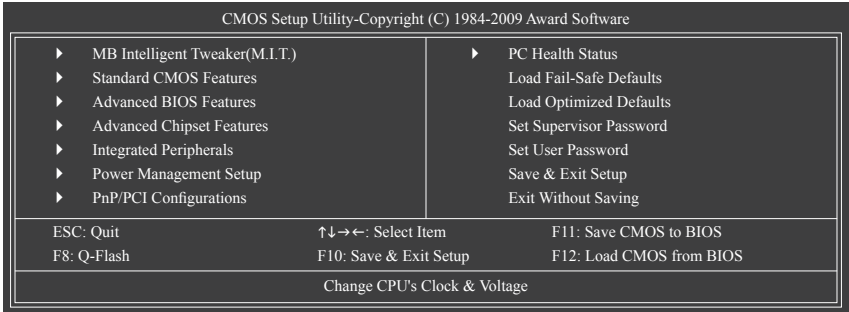 CMOS Setup Utility-Copyright (C) 1984-2009 Award Software
▶ MB Intelligent Tweaker(M.I.T.)
▶ Standard CMOS Features
▶ Advanced BIOS Features
▶ Advanced Chipset Features
▶ Integrated Peripherals
▶ Power Management Setup
▶ PnP/PCI Configurations
▶ PC Health Status
Load Fail-Safe Defaults
Load Optimized Defaults
Set Supervisor Password
Set User Password
Save & Exit Setup
Exit Without Saving
ESC: Quit ↑↓→←: Select Item F11: Save CMOS to BIOS
F8: Q-Flash F10: Save & Exit Setup F12: Load CMOS from BIOS
Change CPU's Clock & Voltage